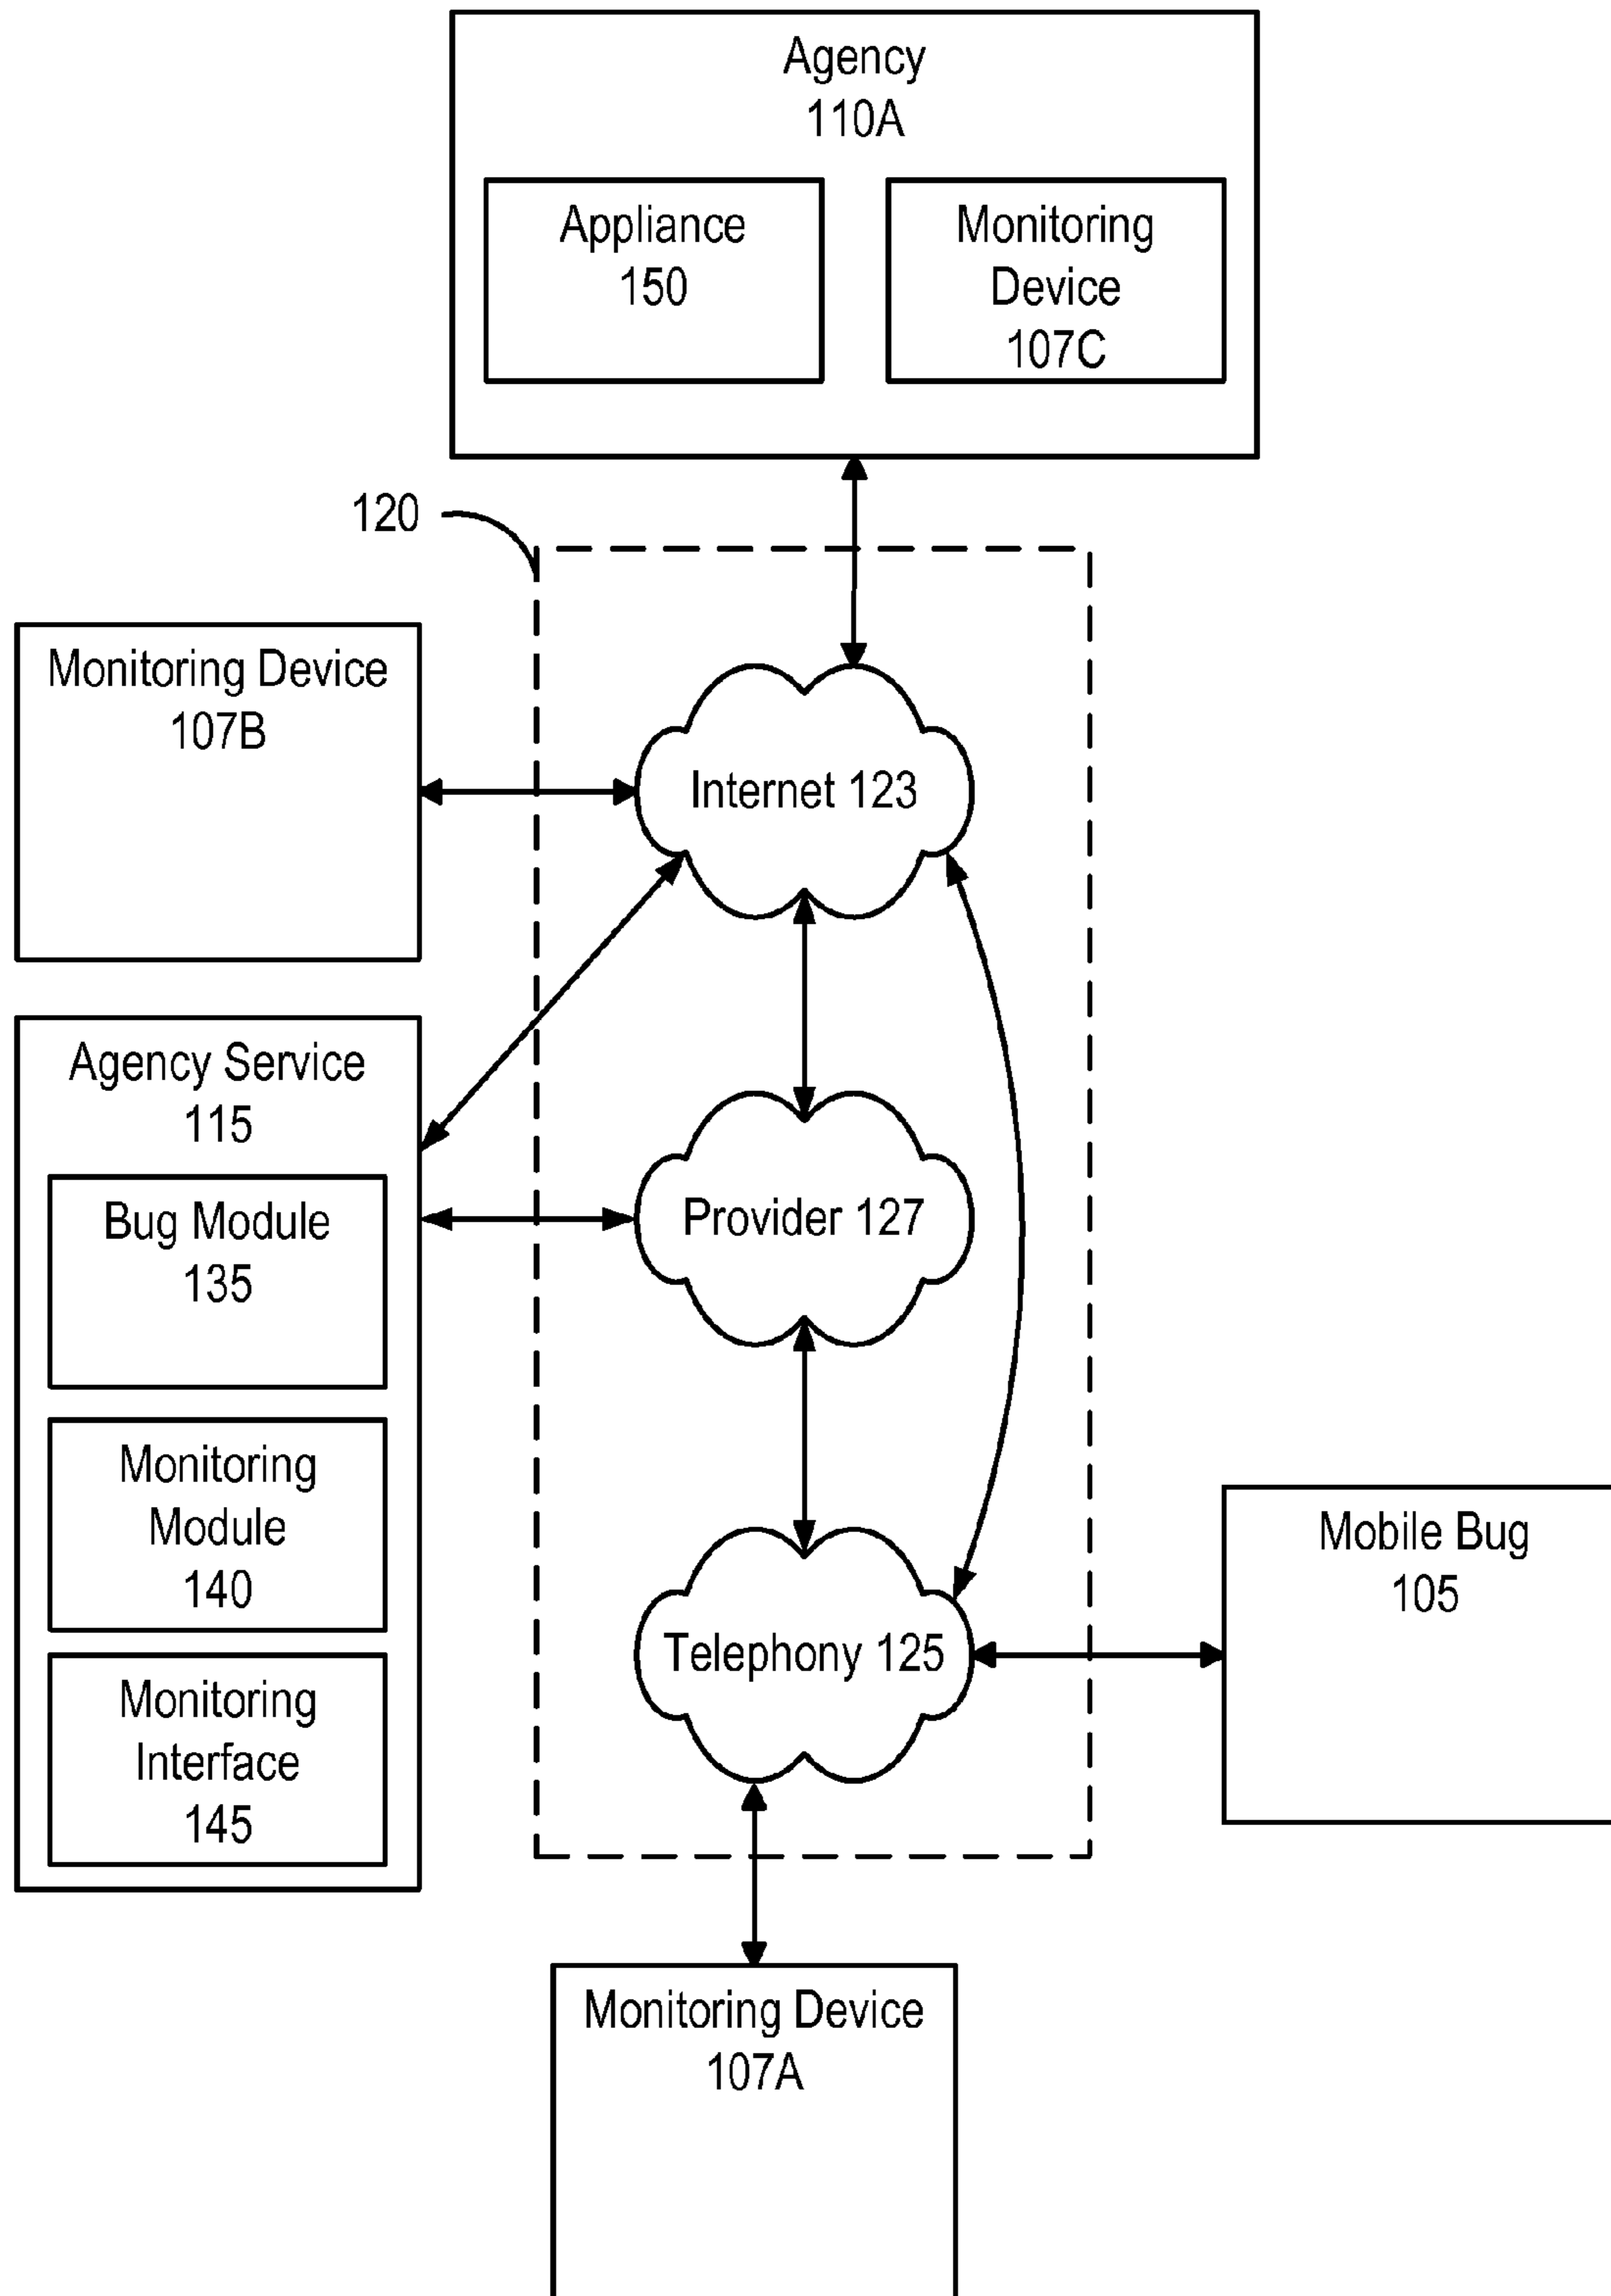 Agency
110A
Appliance
150
Monitoring
Device
107C
120
Monitoring Device
107B
Internet 123
Agency Service
115
Bug Module
135
Provider 127
Monitoring
Module
140
Mobile Bug
105
Telephony 125
Monitoring
Interface
145
Monitoring Device
107A